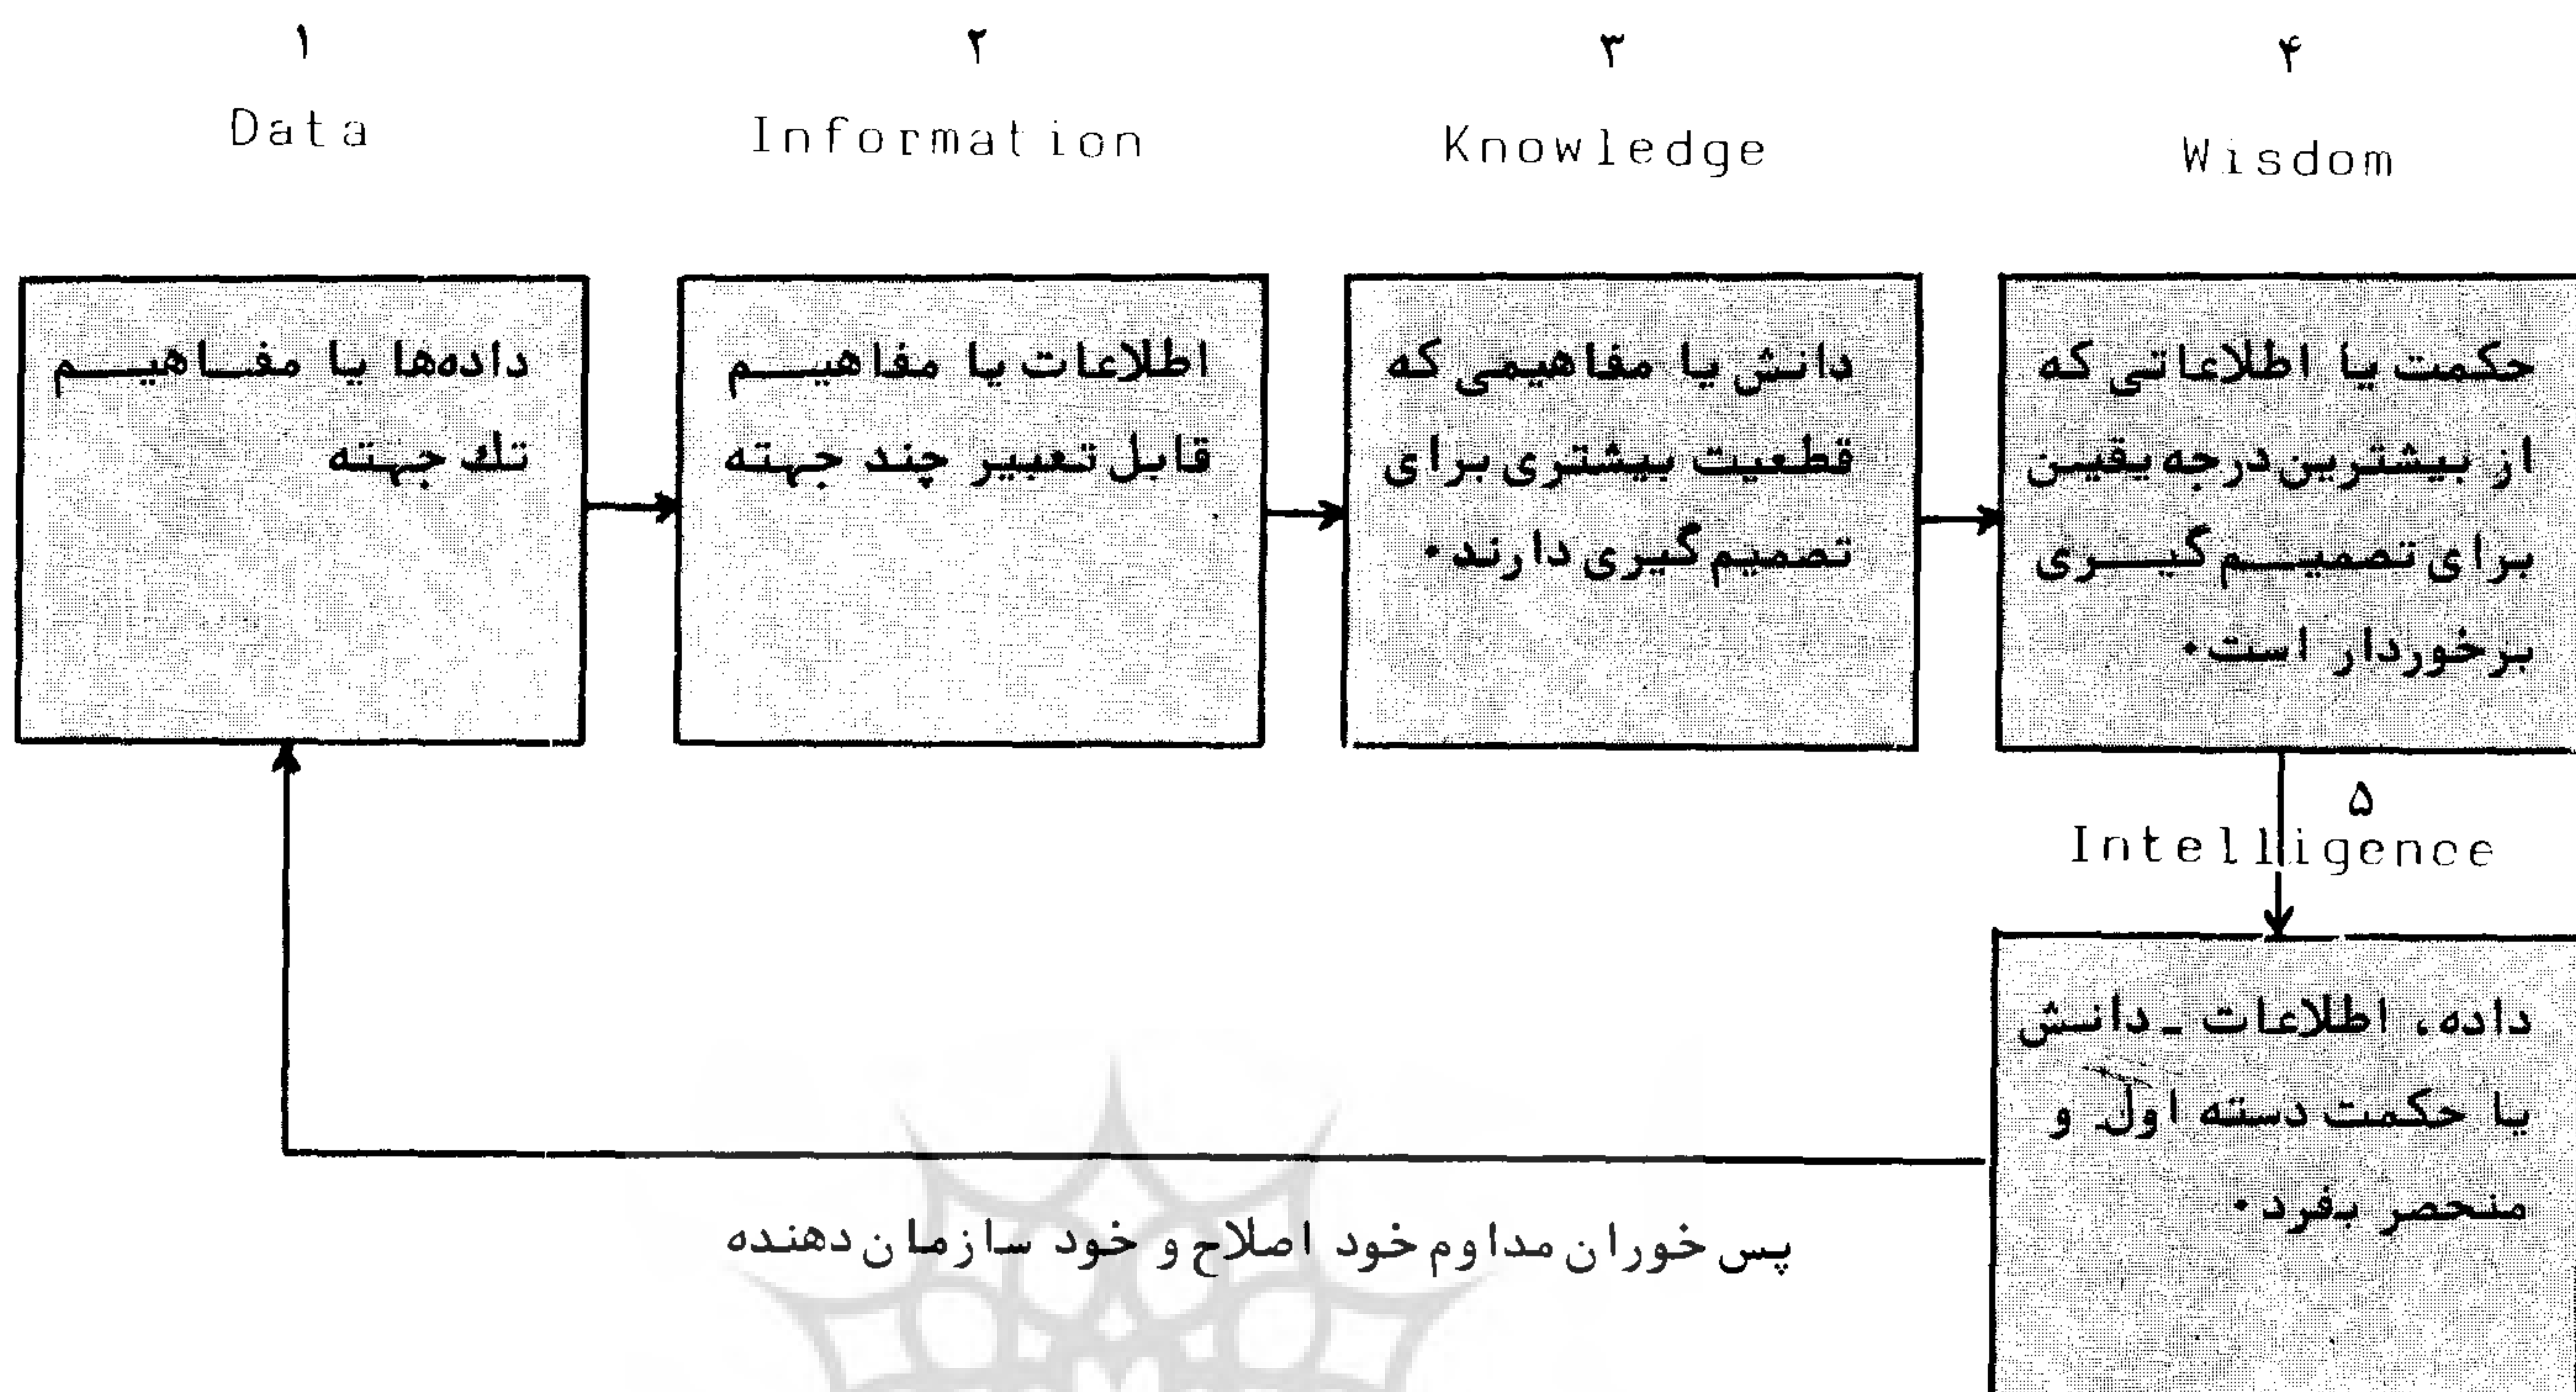 ۱
Data
داده‌ها یا مفاهیم
تك جهته
۲
Information
اطلاعات یا مفاهیم
قابل تعبیر چند جهته
۳
Knowledge
دانش یا مفاهیمی که
قطعیت بیشتری برای
تصمیم گیری دارند.
۴
Wisdom
حکمت یا اطلاعاتی که
از بیشترین درجه یقین
برای تصمیم گیری
برخوردار است.
۵
Intelligence
داده، اطلاعات ـ دانش
یا حکمت دسته اول و
منحصر بفرد.
پس خوران مداوم خود اصلاح و خود سازمان دهنده